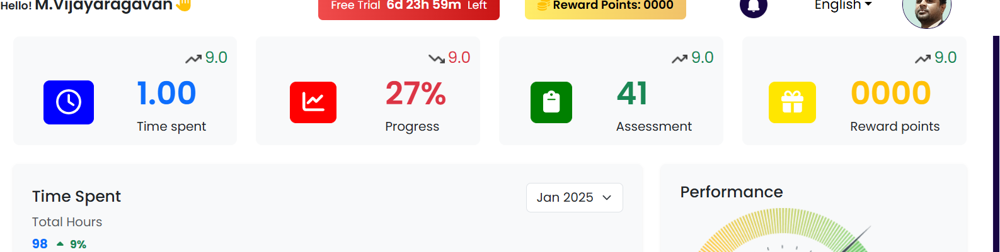 Hello! M.Vijayaragavan
Free Trial 6d 23h 59m Left
Reward Points: 0000
English
9.0
1.00
Time spent
9.0
27%
Progress
9.0
41
Assessment
9.0
0000
Reward points
Time Spent
Jan 2025
Total Hours
98 9%
Performance